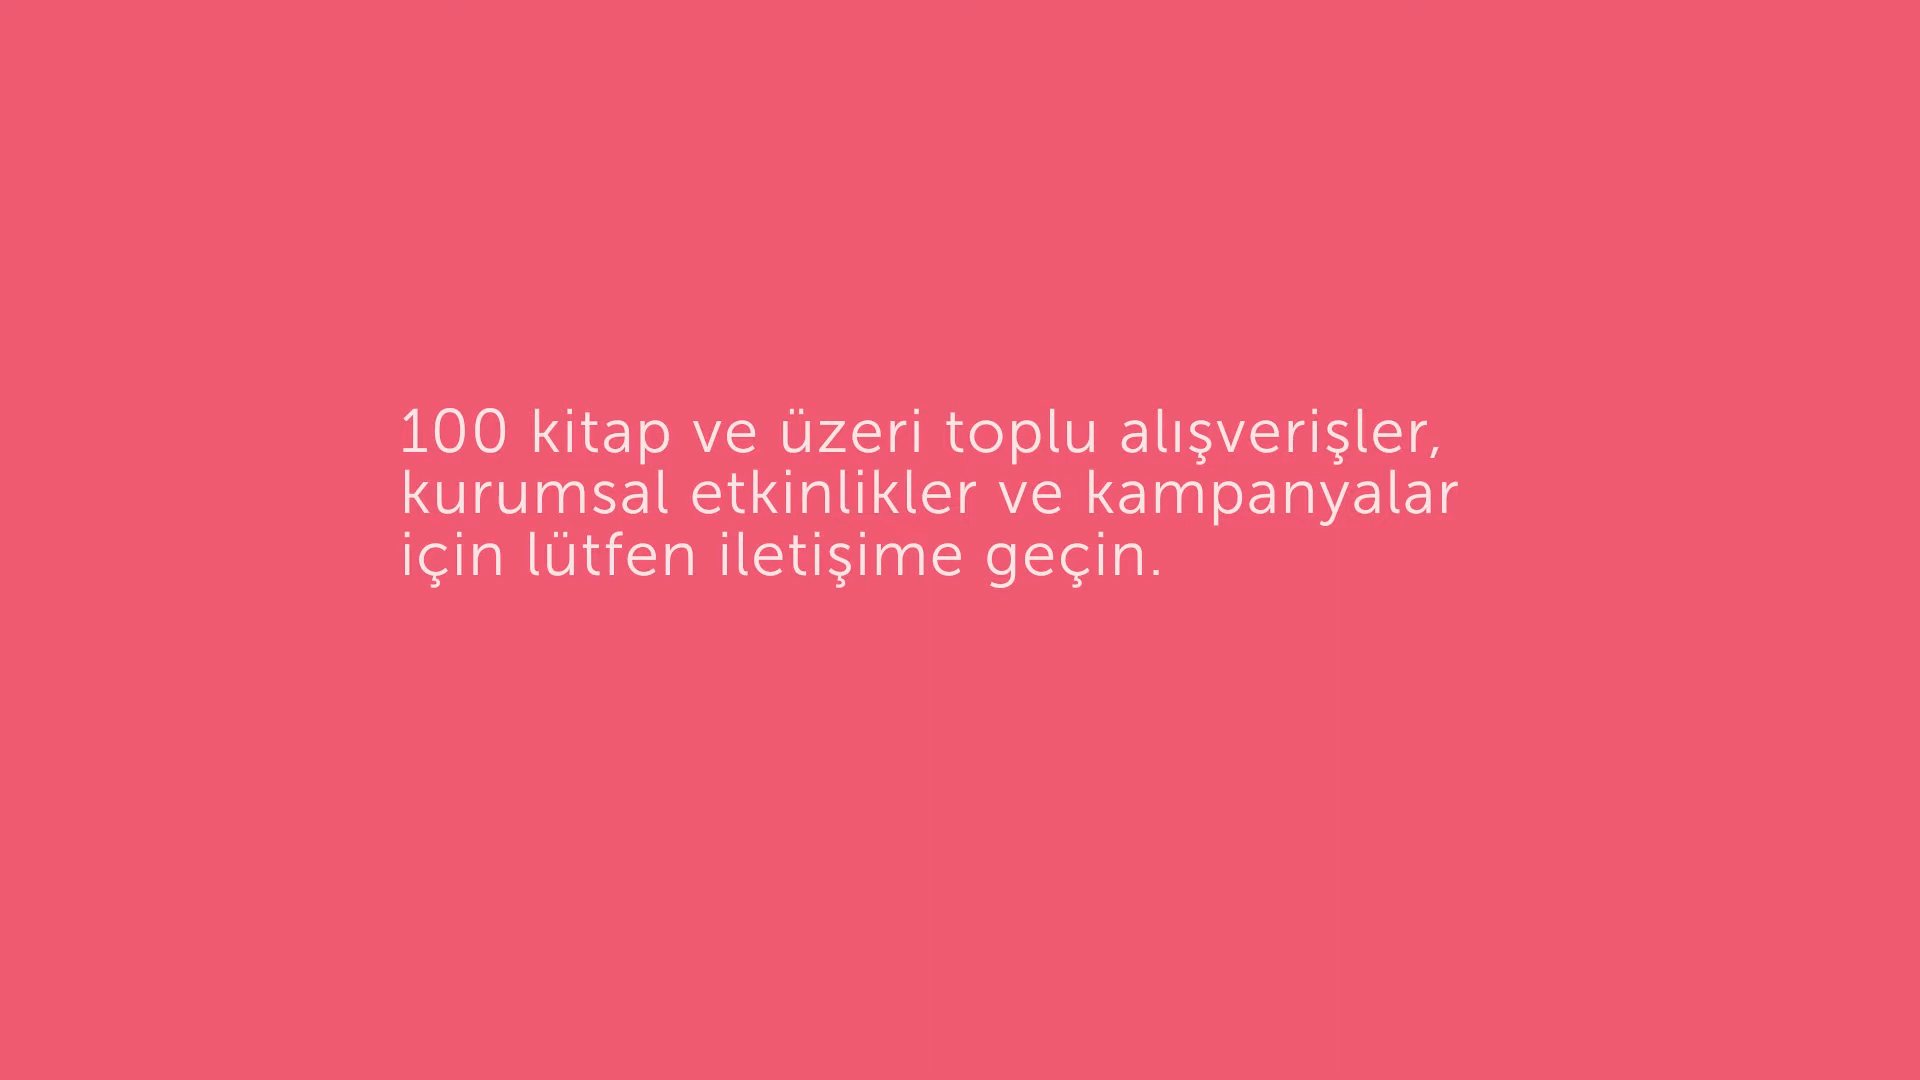 100 kitap ve üzeri toplu alışverişler,
kurumsal etkinlikler ve kampanyalar
için lütfen iletişime geçin.